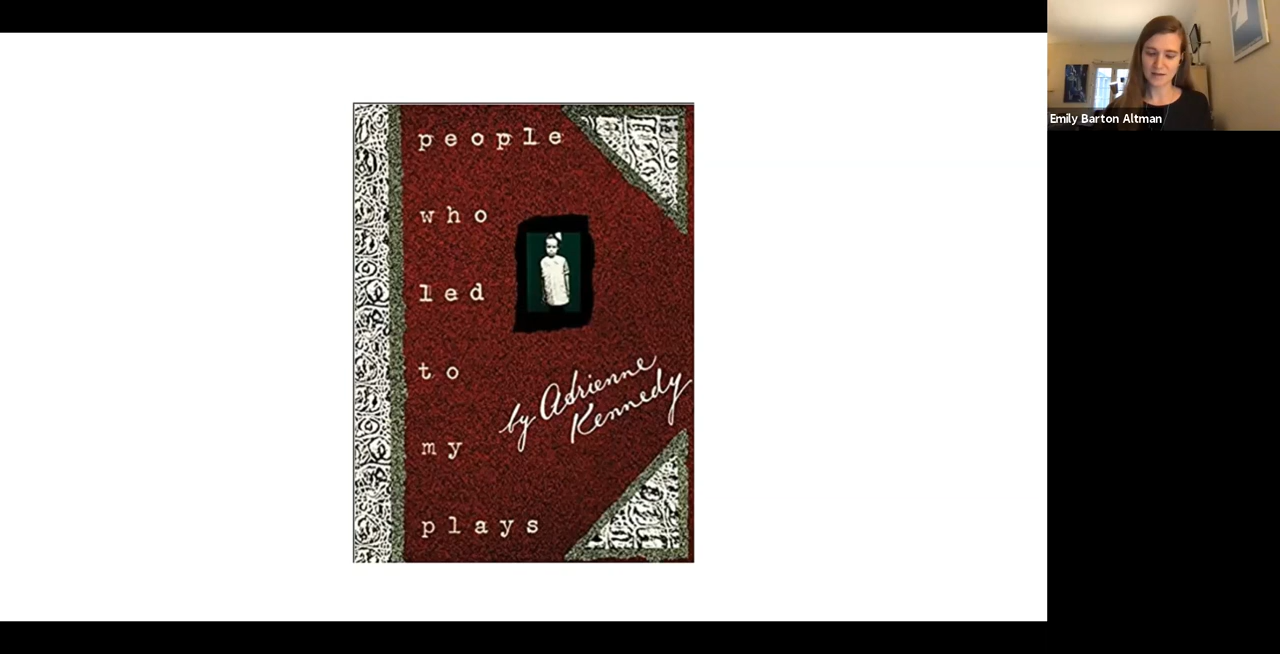 people
who
led
to
my
plays
by Adrienne
Kennedy
Emily Barton Altman